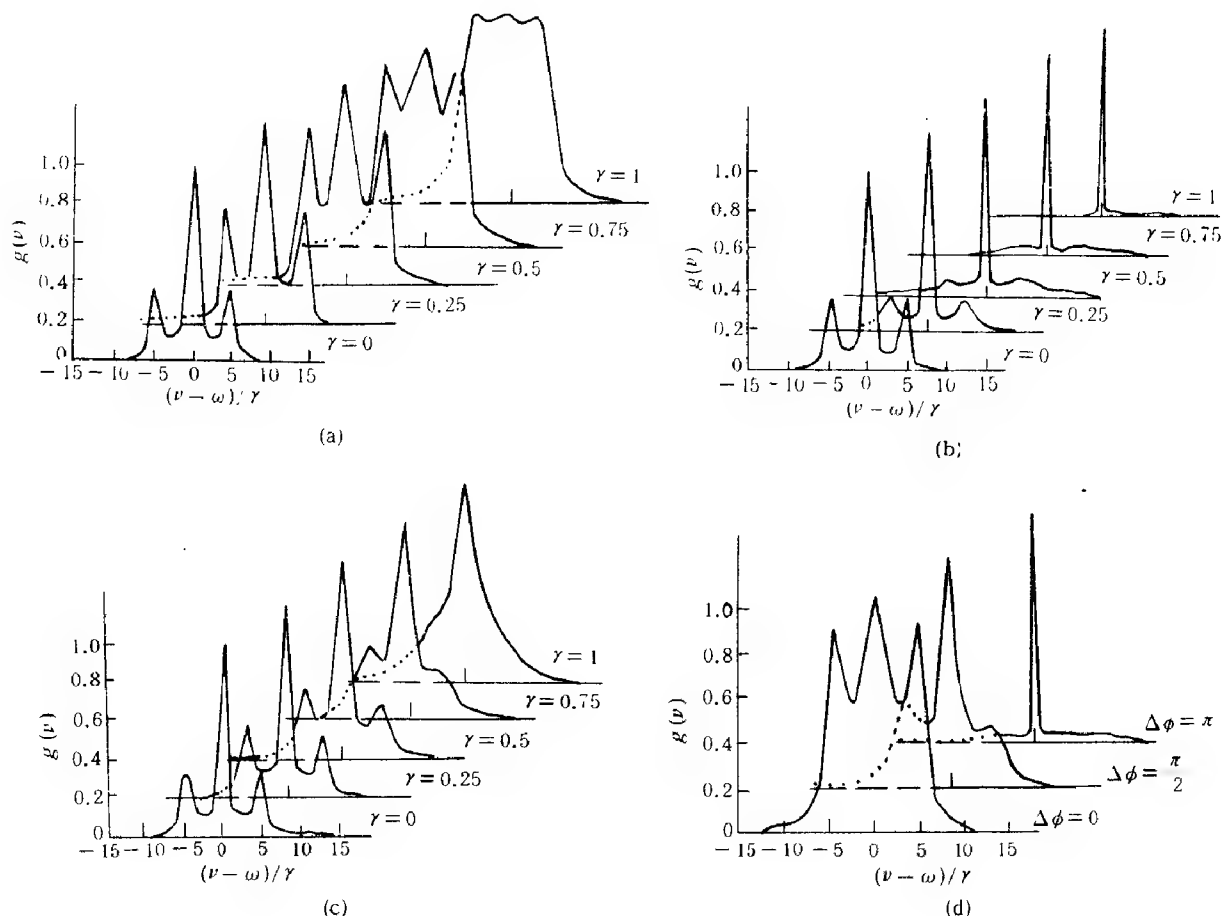 1.0
0.8
0.6
0.4
0.2
0
g(ν)
γ = 1
γ = 0.75
γ = 0.5
γ = 0.25
γ = 0
−15 −10 −5 0 5 10 15
(ν − ω)/γ
(a)
1.0
0.8
0.6
0.4
0.2
0
g(ν)
γ = 1
γ = 0.75
γ = 0.5
γ = 0.25
γ = 0
−15 −10 −5 0 5 10 15
(ν − ω)/γ
(b)
1.0
0.8
0.6
0.4
0.2
0
g(ν)
γ = 1
γ = 0.75
γ = 0.5
γ = 0.25
γ = 0
−15 −10 −5 0 5 10 15
(ν − ω)/γ
(c)
1.0
0.8
0.6
0.4
0.2
0
g(ν)
Δϕ = π
Δϕ = π/2
Δϕ = 0
−15 −10 −5 0 5 10 15
(ν − ω)/γ
(d)